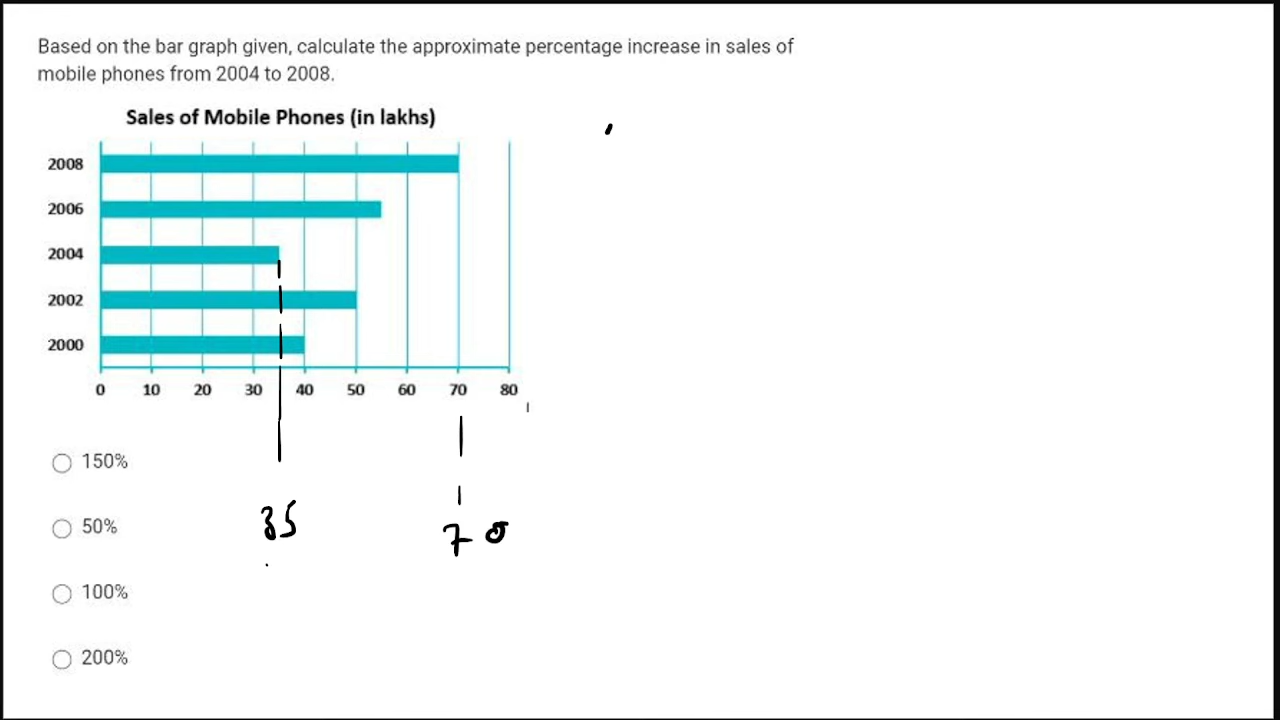 Based on the bar graph given, calculate the approximate percentage increase in sales of
mobile phones from 2004 to 2008.
Sales of Mobile Phones (in lakhs)
2008
2006
2004
2002
2000
0 10 20 30 40 50 60 70 80
150%
50%
100%
200%
35
70